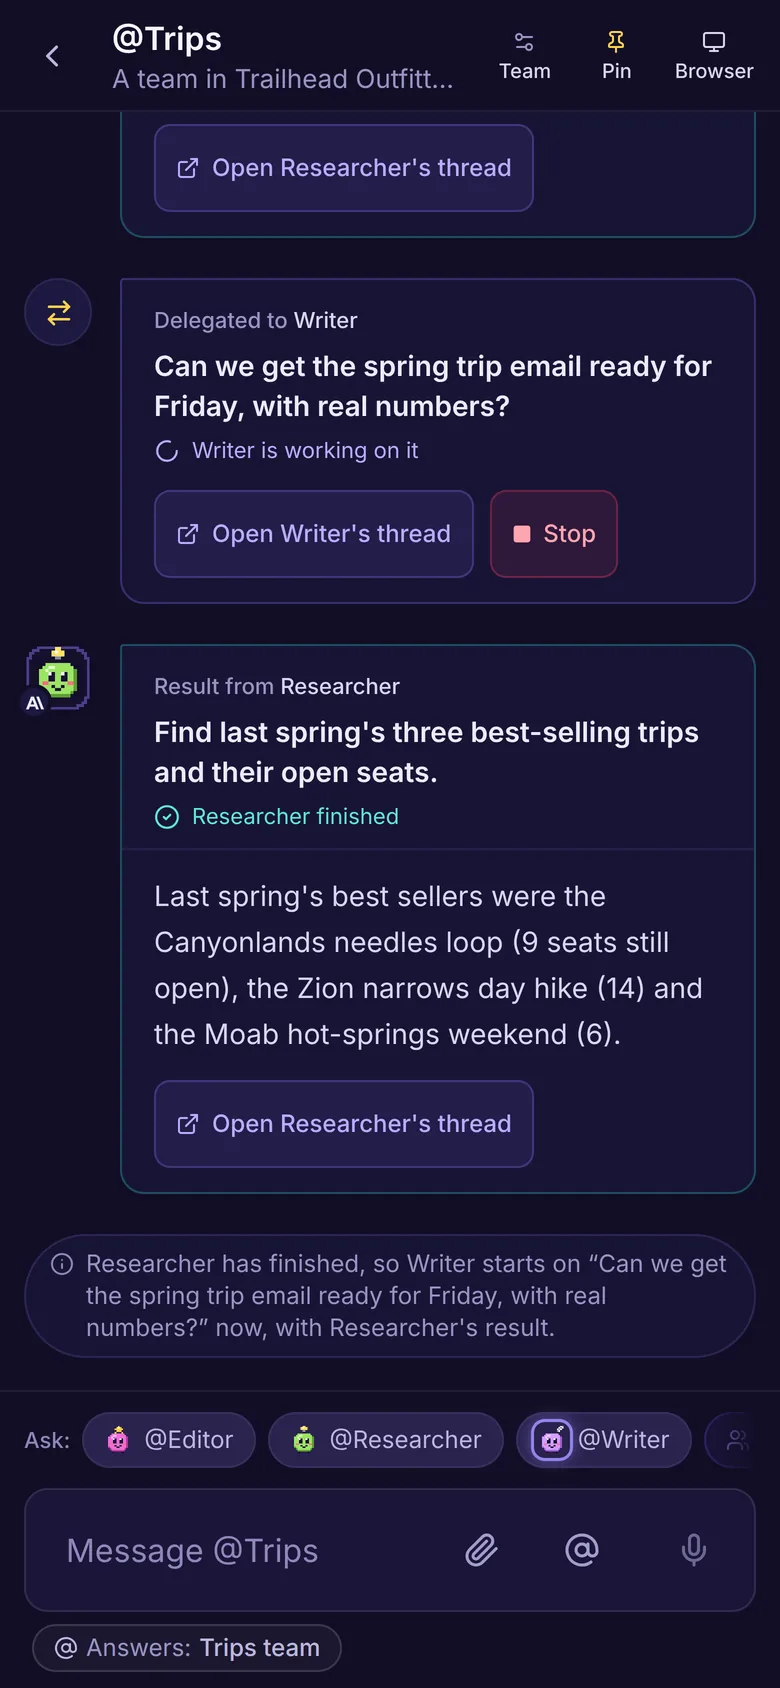 @Trips
A team in Trailhead Outfitt...
Team
Pin
Browser
Open Researcher's thread
Delegated to Writer
Can we get the spring trip email ready for
Friday, with real numbers?
Writer is working on it
Open Writer's thread
Stop
Result from Researcher
Find last spring's three best-selling trips
and their open seats.
Researcher finished
Last spring's best sellers were the
Canyonlands needles loop (9 seats still
open), the Zion narrows day hike (14) and
the Moab hot-springs weekend (6).
Open Researcher's thread
Researcher has finished, so Writer starts on “Can we get
the spring trip email ready for Friday, with real
numbers?” now, with Researcher's result.
Ask: @Editor @Researcher @Writer
Message @Trips
Answers: Trips team